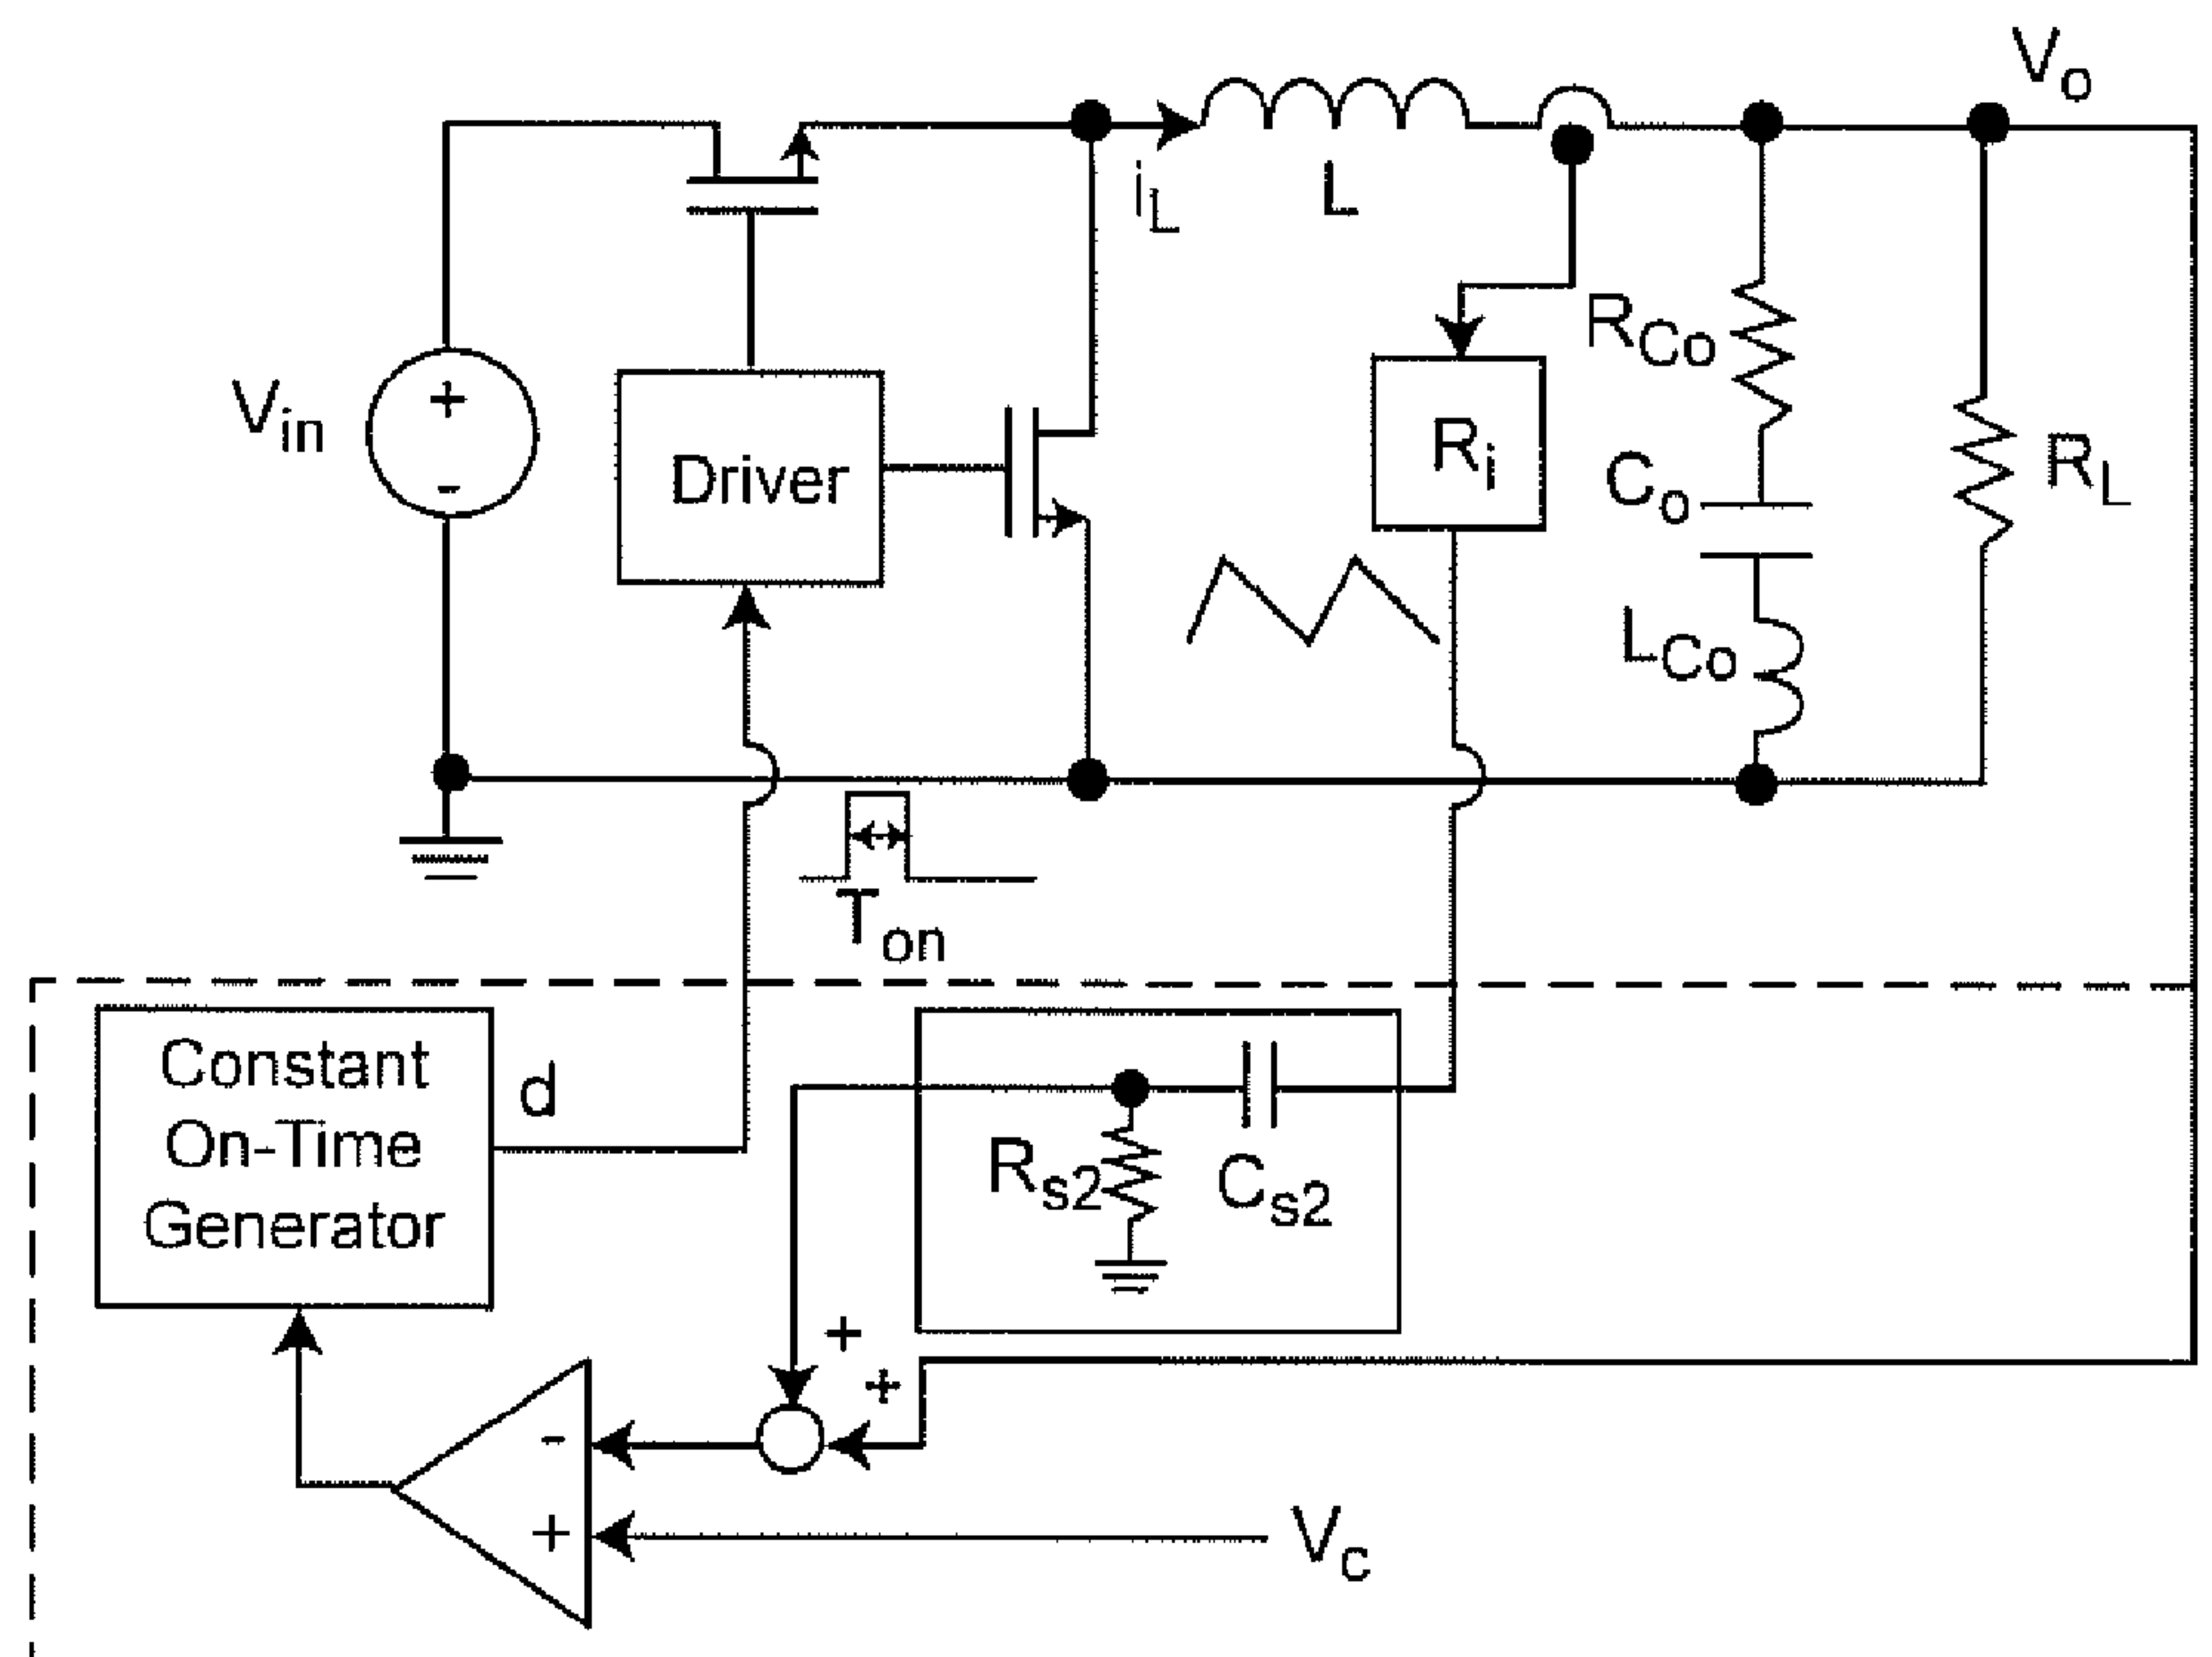 Vo
iL
L
RCo
Vin
+
-
Driver
Ri
Co
RL
LCo
Ton
Constant
On-Time
Generator
d
Rs2
Cs2
+
+
-
+
Vc